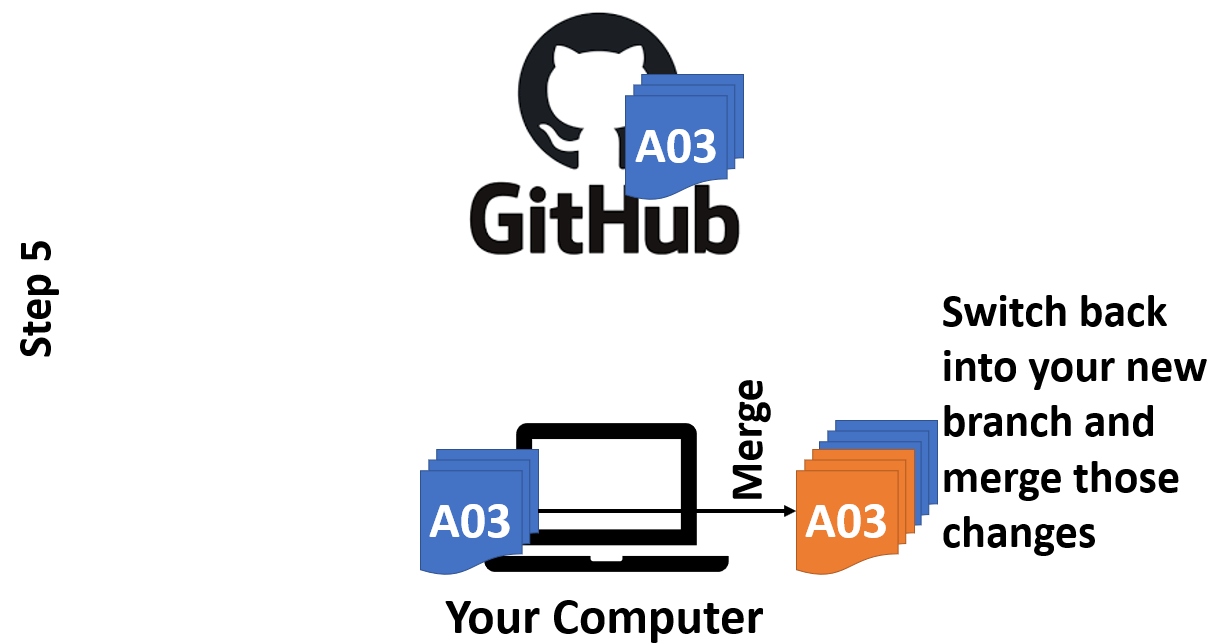 A03
GitHub
Step 5
Switch back
into your new
branch and
merge those
changes
Merge
A03
A03
Your Computer